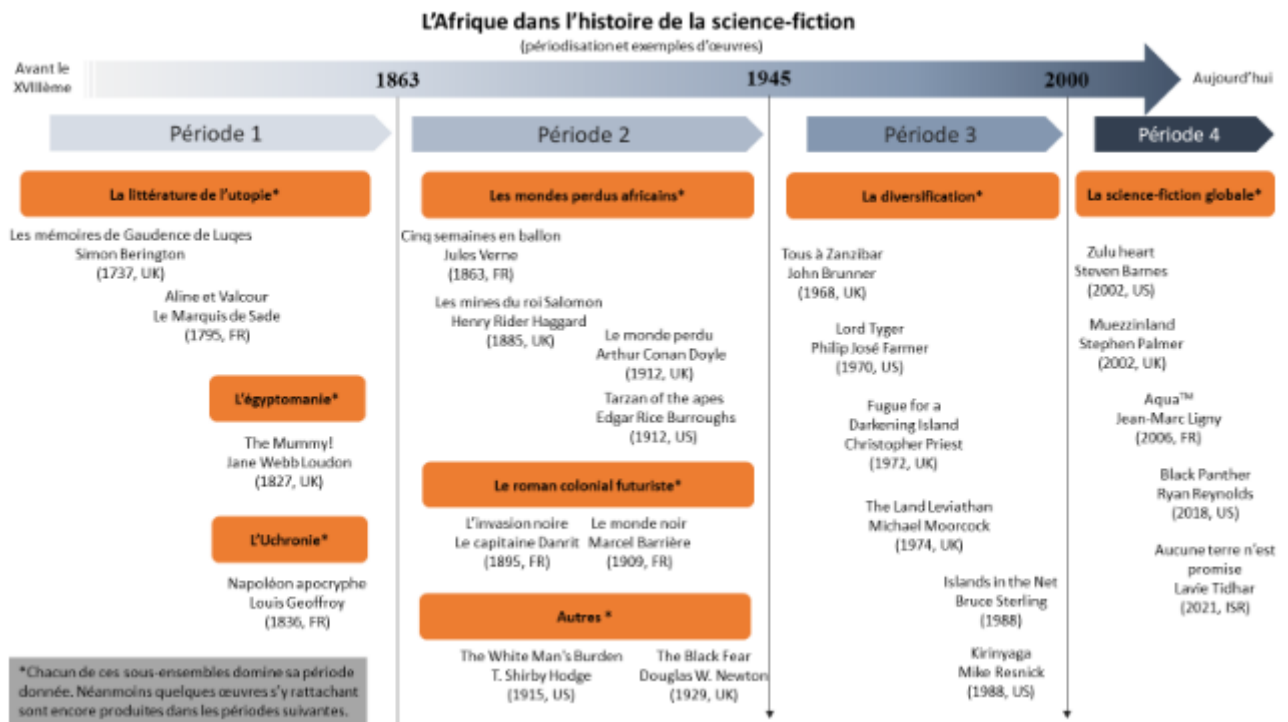 L'Afrique dans l'histoire de la science-fiction
(périodisation et exemples d'œuvres)
Avant le
XVIIIème
1863
1945
2000
Aujourd'hui
Période 1
Période 2
Période 3
Période 4
La littérature de l'utopie*
Les mémoires de Gaudence de Luqes
Simon Berington
(1737, UK)
Aline et Valcour
Le Marquis de Sade
(1795, FR)
L'égyptomanie*
The Mummy!
Jane Webb Loudon
(1827, UK)
L'Uchronie*
Napoléon apocryphe
Louis Geoffroy
(1836, FR)
*Chacun de ces sous-ensembles domine sa période
donnée. Néanmoins quelques œuvres s'y rattachant
sont encore produites dans les périodes suivantes.
Les mondes perdus africains*
Cinq semaines en ballon
Jules Verne
(1863, FR)
Les mines du roi Salomon
Henry Rider Haggard
(1885, UK)
Le monde perdu
Arthur Conan Doyle
(1912, UK)
Tarzan of the apes
Edgar Rice Burroughs
(1912, US)
Le roman colonial futuriste*
L'invasion noire
Le capitaine Danrit
(1895, FR)
Le monde noir
Marcel Barrière
(1909, FR)
Autres *
The White Man's Burden
T. Shirby Hodge
(1915, US)
The Black Fear
Douglas W. Newton
(1929, UK)
La diversification*
Tous à Zanzibar
John Brunner
(1968, UK)
Lord Tyger
Philip José Farmer
(1970, US)
Fugue for a
Darkening Island
Christopher Priest
(1972, UK)
The Land Leviathan
Michael Moorcock
(1974, UK)
Islands in the Net
Bruce Sterling
(1988)
Kirinyaga
Mike Resnick
(1988, US)
La science-fiction globale*
Zulu heart
Steven Barnes
(2002, US)
Muezzinland
Stephen Palmer
(2002, UK)
Aqua™
Jean-Marc Ligny
(2006, FR)
Black Panther
Ryan Reynolds
(2018, US)
Aucune terre n'est
promise
Lavie Tidhar
(2021, ISR)